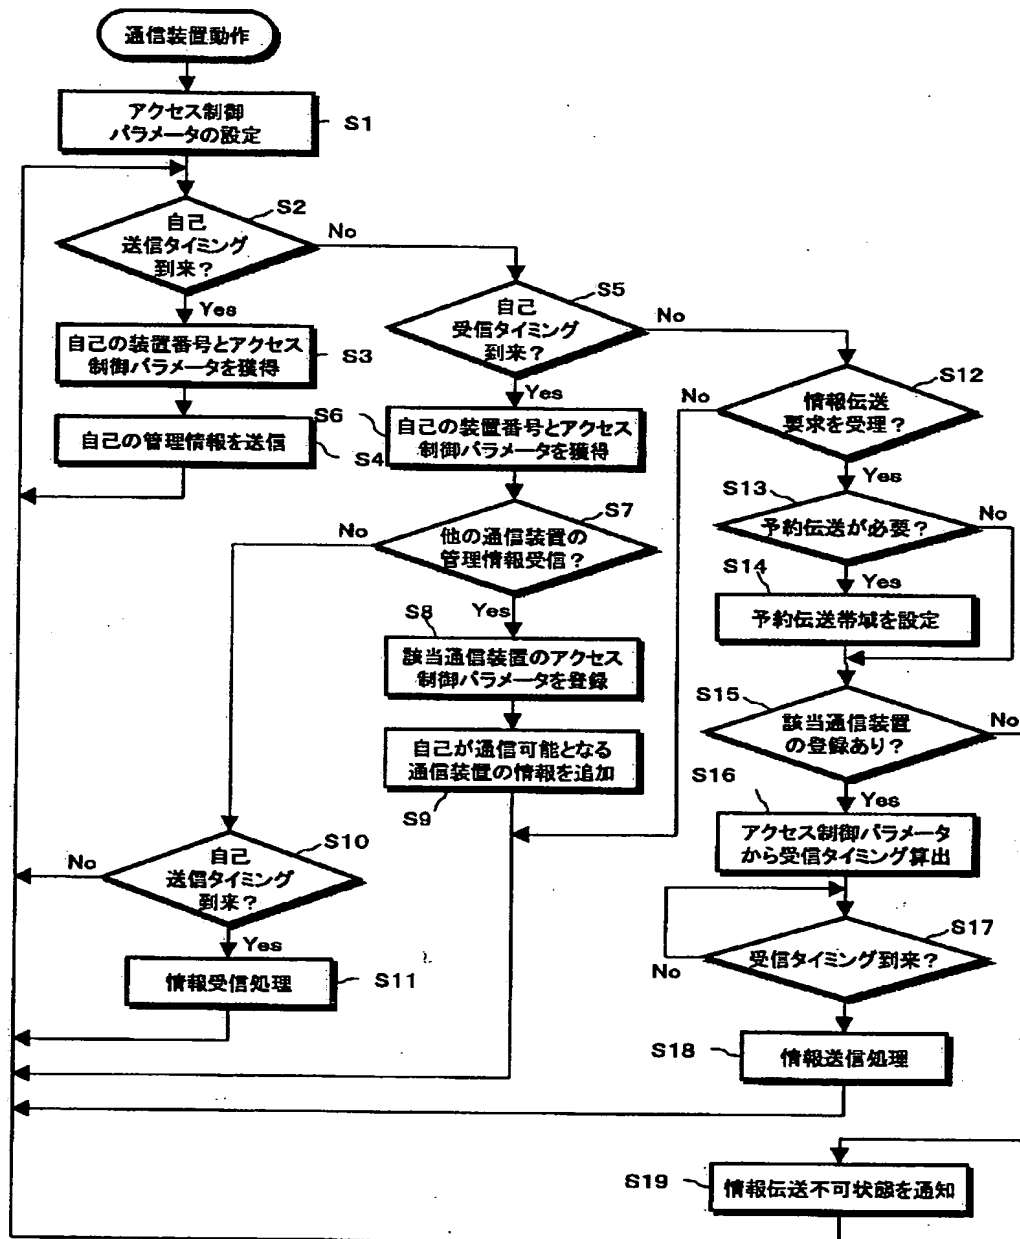 通信装置動作
アクセス制御
パラメータの設定
S1
自己
送信タイミング
到来？
S2
No
Yes
自己の装置番号とアクセス
制御パラメータを獲得
S3
自己の管理情報を送信
S4
自己
受信タイミング
到来？
S5
No
Yes
S6
自己の装置番号とアクセス
制御パラメータを獲得
他の通信装置の
管理情報受信？
S7
No
Yes
S8
該当通信装置のアクセス
制御パラメータを登録
自己が通信可能となる
通信装置の情報を追加
S9
自己
送信タイミング
到来？
S10
No
Yes
情報受信処理
S11
情報伝送
要求を受理？
S12
No
Yes
S13
予約伝送が必要？
No
Yes
S14
予約伝送帯域を設定
S15
該当通信装置
の登録あり？
No
Yes
S16
アクセス制御パラメータ
から受信タイミング算出
S17
受信タイミング到来？
No
S18
情報送信処理
S19
情報伝送不可状態を通知